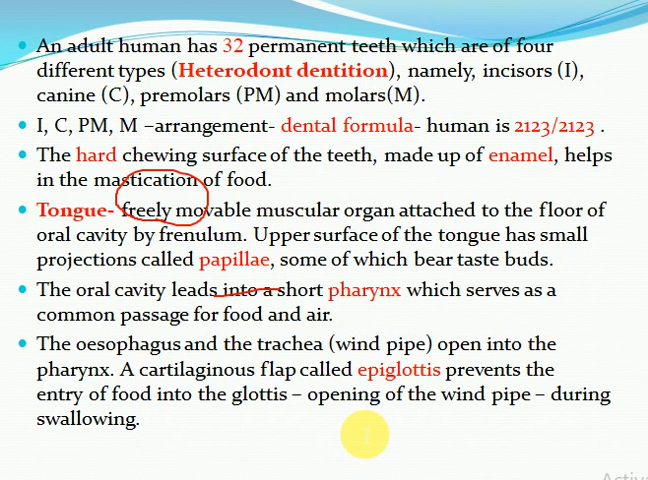 • An adult human has 32 permanent teeth which are of four
different types (Heterodont dentition), namely, incisors (I),
canine (C), premolars (PM) and molars(M).
• I, C, PM, M –arrangement- dental formula- human is 2123/2123 .
• The hard chewing surface of the teeth, made up of enamel, helps
in the mastication of food.
• Tongue- freely movable muscular organ attached to the floor of
oral cavity by frenulum. Upper surface of the tongue has small
projections called papillae, some of which bear taste buds.
• The oral cavity leads into a short pharynx which serves as a
common passage for food and air.
• The oesophagus and the trachea (wind pipe) open into the
pharynx. A cartilaginous flap called epiglottis prevents the
entry of food into the glottis – opening of the wind pipe – during
swallowing.